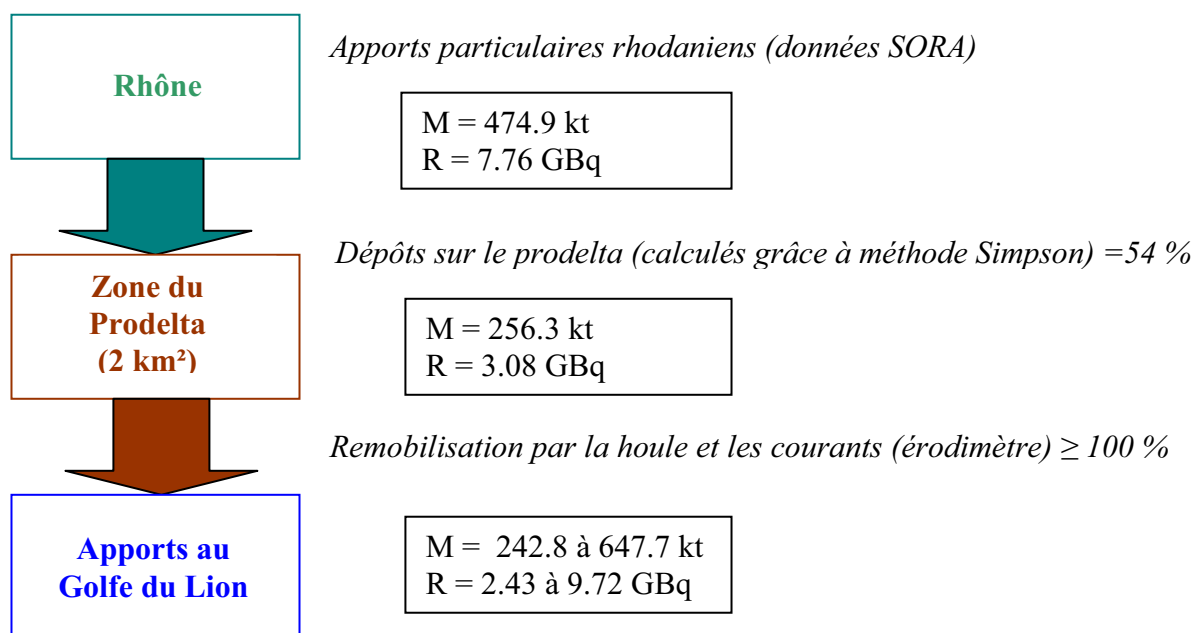 Apports particulaires rhodaniens (données SORA)
Rhône
M = 474.9 kt
R = 7.76 GBq
Dépôts sur le prodelta (calculés grâce à méthode Simpson) =54 %
Zone du
Prodelta
(2 km²)
M = 256.3 kt
R = 3.08 GBq
Remobilisation par la houle et les courants (érodimètre) ≥ 100 %
Apports au
Golfe du Lion
M =  242.8 à 647.7 kt
R = 2.43 à 9.72 GBq